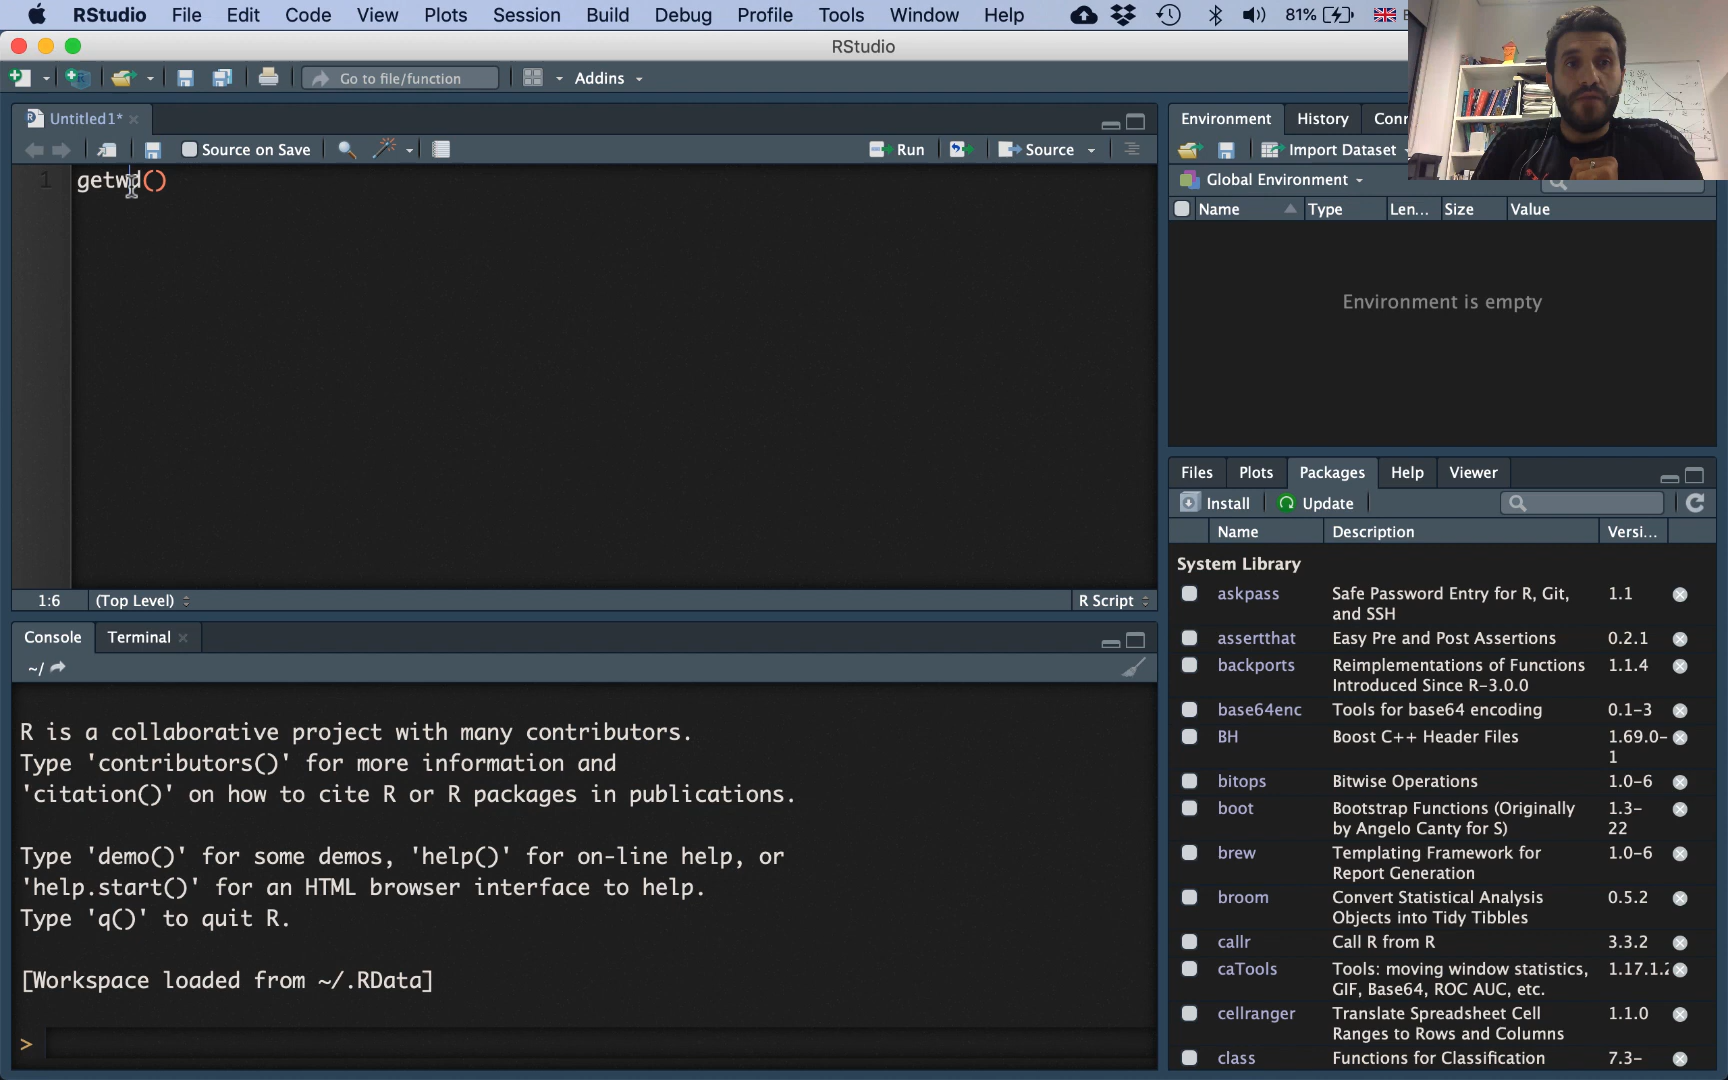 RStudio File Edit Code View Plots Session Build Debug Profile Tools Window Help 81%
RStudio
Go to file/function Addins
Untitled1*
Source on Save Run Source
1 getwd()
1:6 (Top Level) R Script
Console Terminal
~/
R is a collaborative project with many contributors.
Type 'contributors()' for more information and
'citation()' on how to cite R or R packages in publications.
Type 'demo()' for some demos, 'help()' for on-line help, or
'help.start()' for an HTML browser interface to help.
Type 'q()' to quit R.
[Workspace loaded from ~/.RData]
>
Environment History Conn
Import Dataset
Global Environment
Name Type Len... Size Value
Environment is empty
Files Plots Packages Help Viewer
Install Update
Name Description Versi...
System Library
askpass Safe Password Entry for R, Git, 1.1
and SSH
assertthat Easy Pre and Post Assertions 0.2.1
backports Reimplementations of Functions 1.1.4
Introduced Since R-3.0.0
base64enc Tools for base64 encoding 0.1-3
BH Boost C++ Header Files 1.69.0-
1
bitops Bitwise Operations 1.0-6
boot Bootstrap Functions (Originally 1.3-
by Angelo Canty for S) 22
brew Templating Framework for 1.0-6
Report Generation
broom Convert Statistical Analysis 0.5.2
Objects into Tidy Tibbles
callr Call R from R 3.3.2
caTools Tools: moving window statistics, 1.17.1.2
GIF, Base64, ROC AUC, etc.
cellranger Translate Spreadsheet Cell 1.1.0
Ranges to Rows and Columns
class Functions for Classification 7.3-